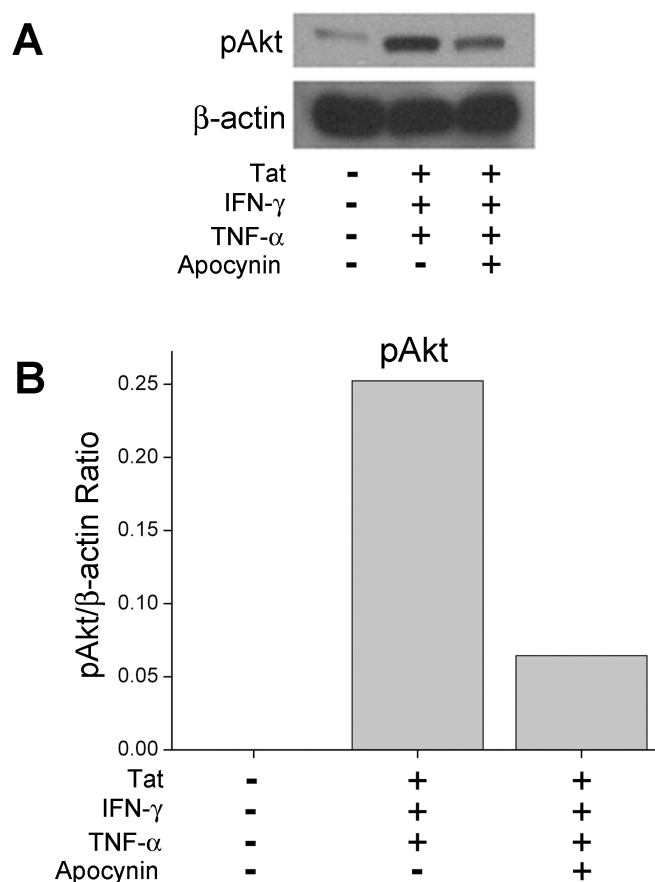 A
pAkt
β-actin
Tat - + +
IFN-γ - + +
TNF-α - + +
Apocynin - - +
B
pAkt
pAkt/β-actin Ratio
0.25
0.20
0.15
0.10
0.05
0.00
Tat - + +
IFN-γ - + +
TNF-α - + +
Apocynin - - +